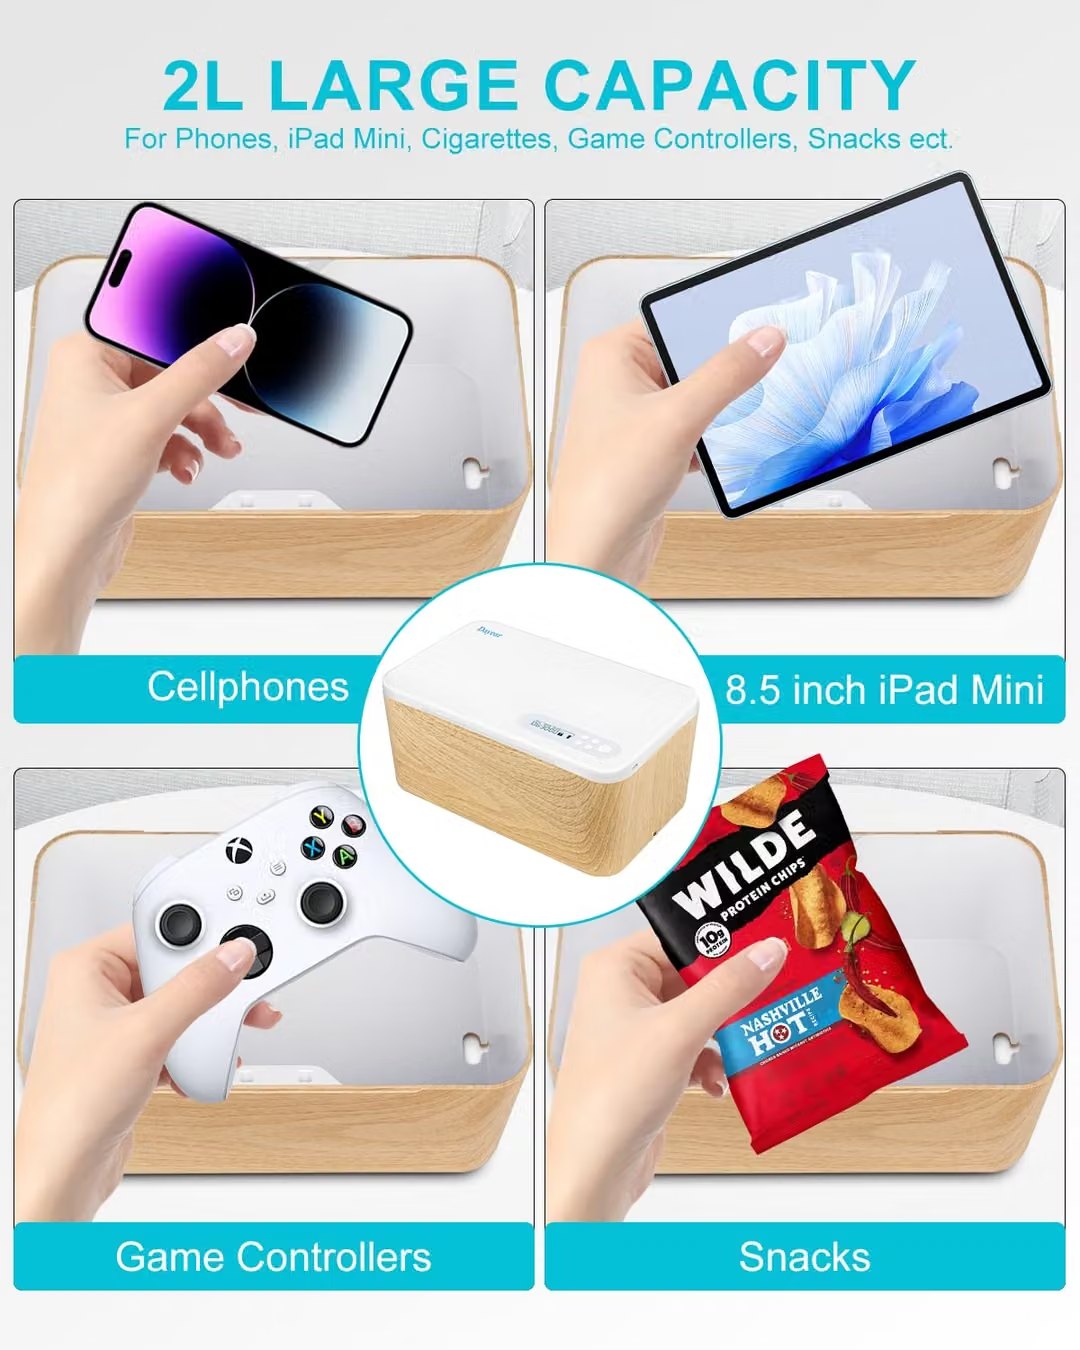 2L LARGE CAPACITY
For Phones, iPad Mini, Cigarettes, Game Controllers, Snacks ect.
Cellphones
8.5 inch iPad Mini
Y
B
X
A
WILDE
PROTEIN CHIPS
10g
PROTEIN
NASHVILLE
HOT
Game Controllers
Snacks